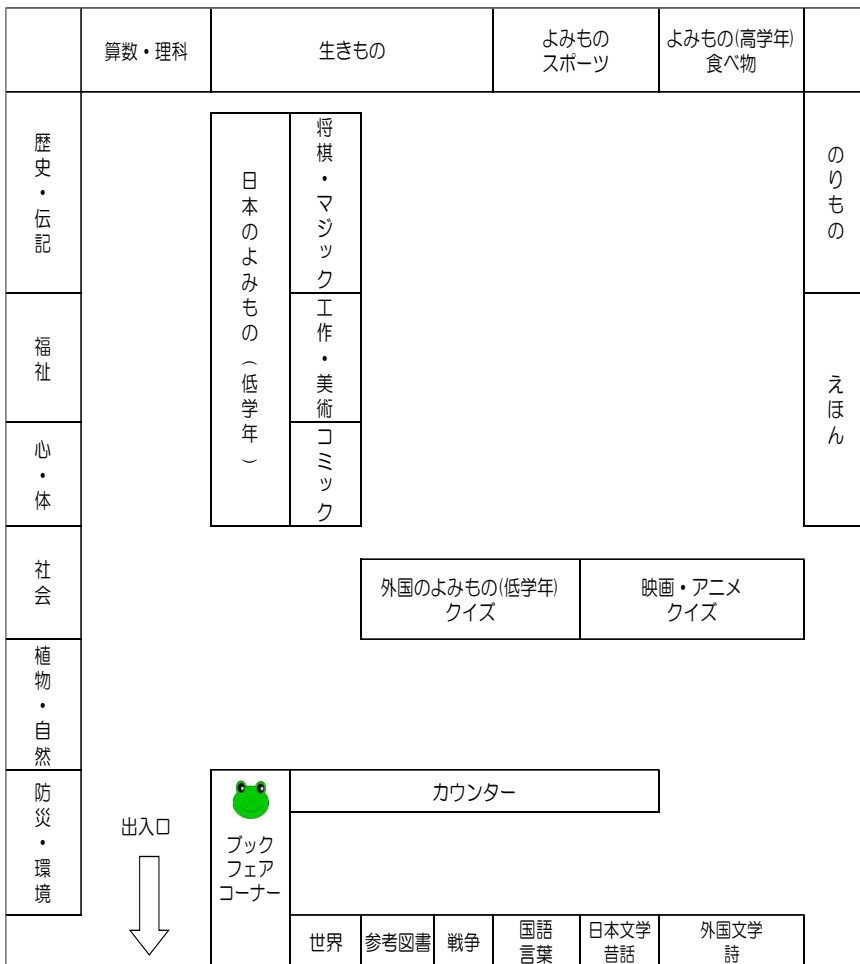 算数・理科
生きもの
よみもの
スポーツ
よみもの(高学年)
食べ物
歴史・伝記
福祉
心・体
社会
植物・自然
防災・環境
日本のよみもの(低学年)
将棋・マジック
工作・美術
コミック
のりもの
えほん
外国のよみもの(低学年)
クイズ
映画・アニメ
クイズ
出入口
ブック
フェア
コーナー
カウンター
世界
参考図書
戦争
国語
言葉
日本文学
昔話
外国文学
詩